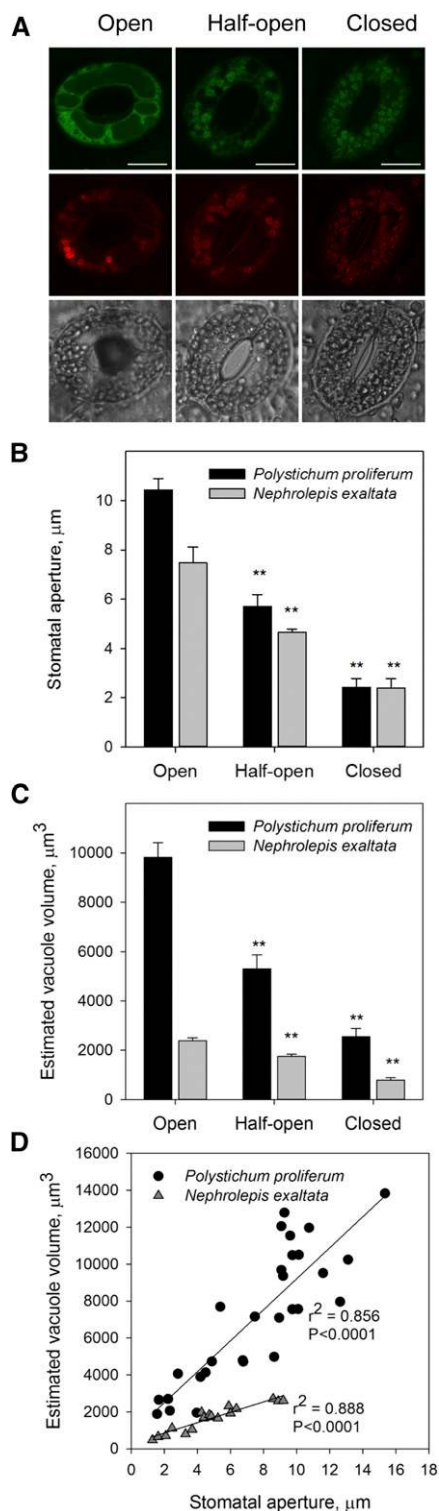 A
Open Half-open Closed
B
Polystichum proliferum
Nephrolepis exaltata
Stomatal aperture, μm
10
8
6
4
2
0
** **
** **
Open Half-open Closed
C
Polystichum proliferum
Nephrolepis exaltata
Estimated vacuole volume, μm³
10000
8000
6000
4000
2000
0
** **
** **
Open Half-open Closed
D
Polystichum proliferum
Nephrolepis exaltata
Estimated vacuole volume, μm³
16000
14000
12000
10000
8000
6000
4000
2000
0
r² = 0.856
P<0.0001
r² = 0.888
P<0.0001
0 2 4 6 8 10 12 14 16 18
Stomatal aperture, μm